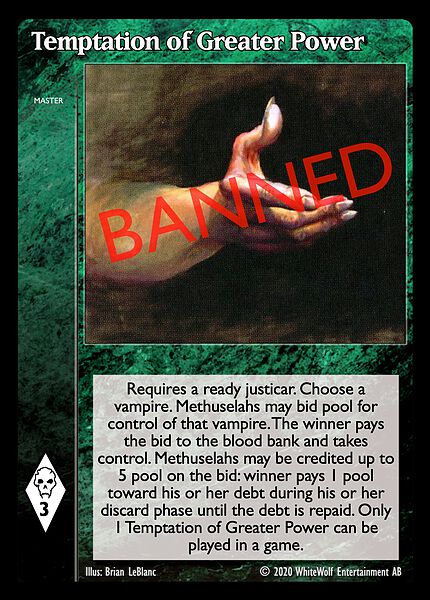 Temptation of Greater Power
MASTER
BANNED
Requires a ready justicar. Choose a
vampire. Methuselahs may bid pool for
control of that vampire. The winner pays
the bid to the blood bank and takes
control. Methuselahs may be credited up to
5 pool on the bid: winner pays 1 pool
toward his or her debt during his or her
discard phase until the debt is repaid. Only
1 Temptation of Greater Power can be
played in a game.
3
Illus: Brian LeBlanc
© 2020 WhiteWolf Entertainment AB